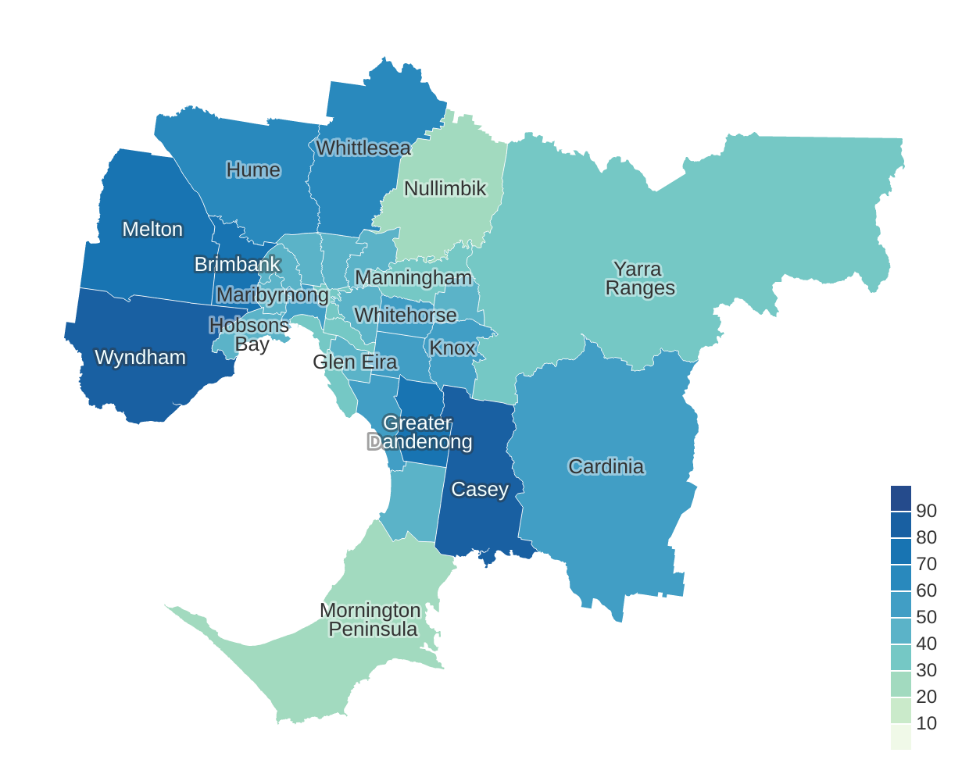 Whittlesea
Hume
Nullimbik
Melton
Brimbank
Yarra
Ranges
Manningham
Maribyrnong
Whitehorse
Hobsons
Bay
Wyndham
Glen Eira
Knox
Greater
Dandenong
Cardinia
Casey
90
80
70
60
50
40
30
20
10
Mornington
Peninsula